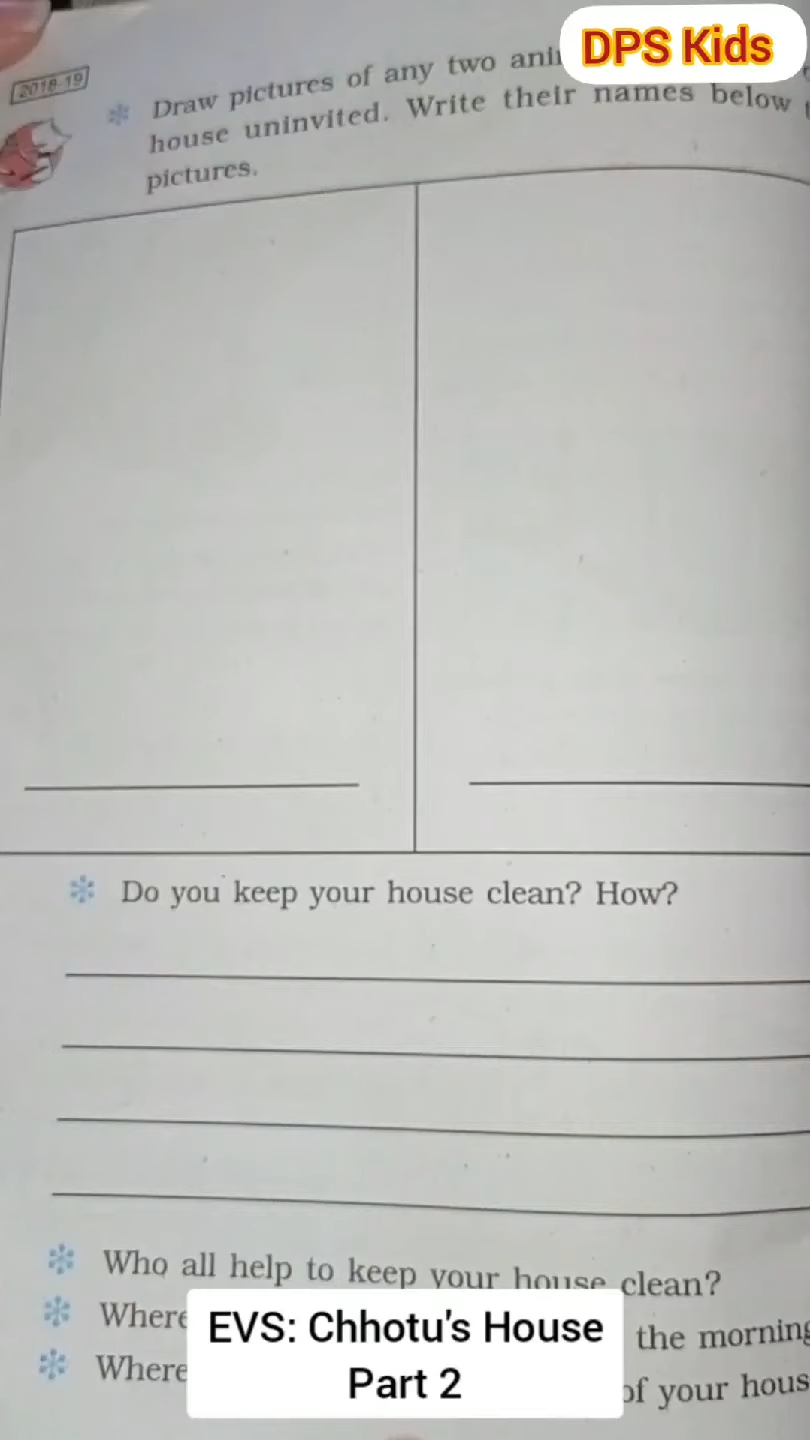 DPS Kids
2018-19
Draw pictures of any two
house uninvited. Write their names below
pictures.
Do you keep your house clean? How?
Who all help to keep your house clean?
Where the morning
Where of your
EVS: Chhotu's House
Part 2